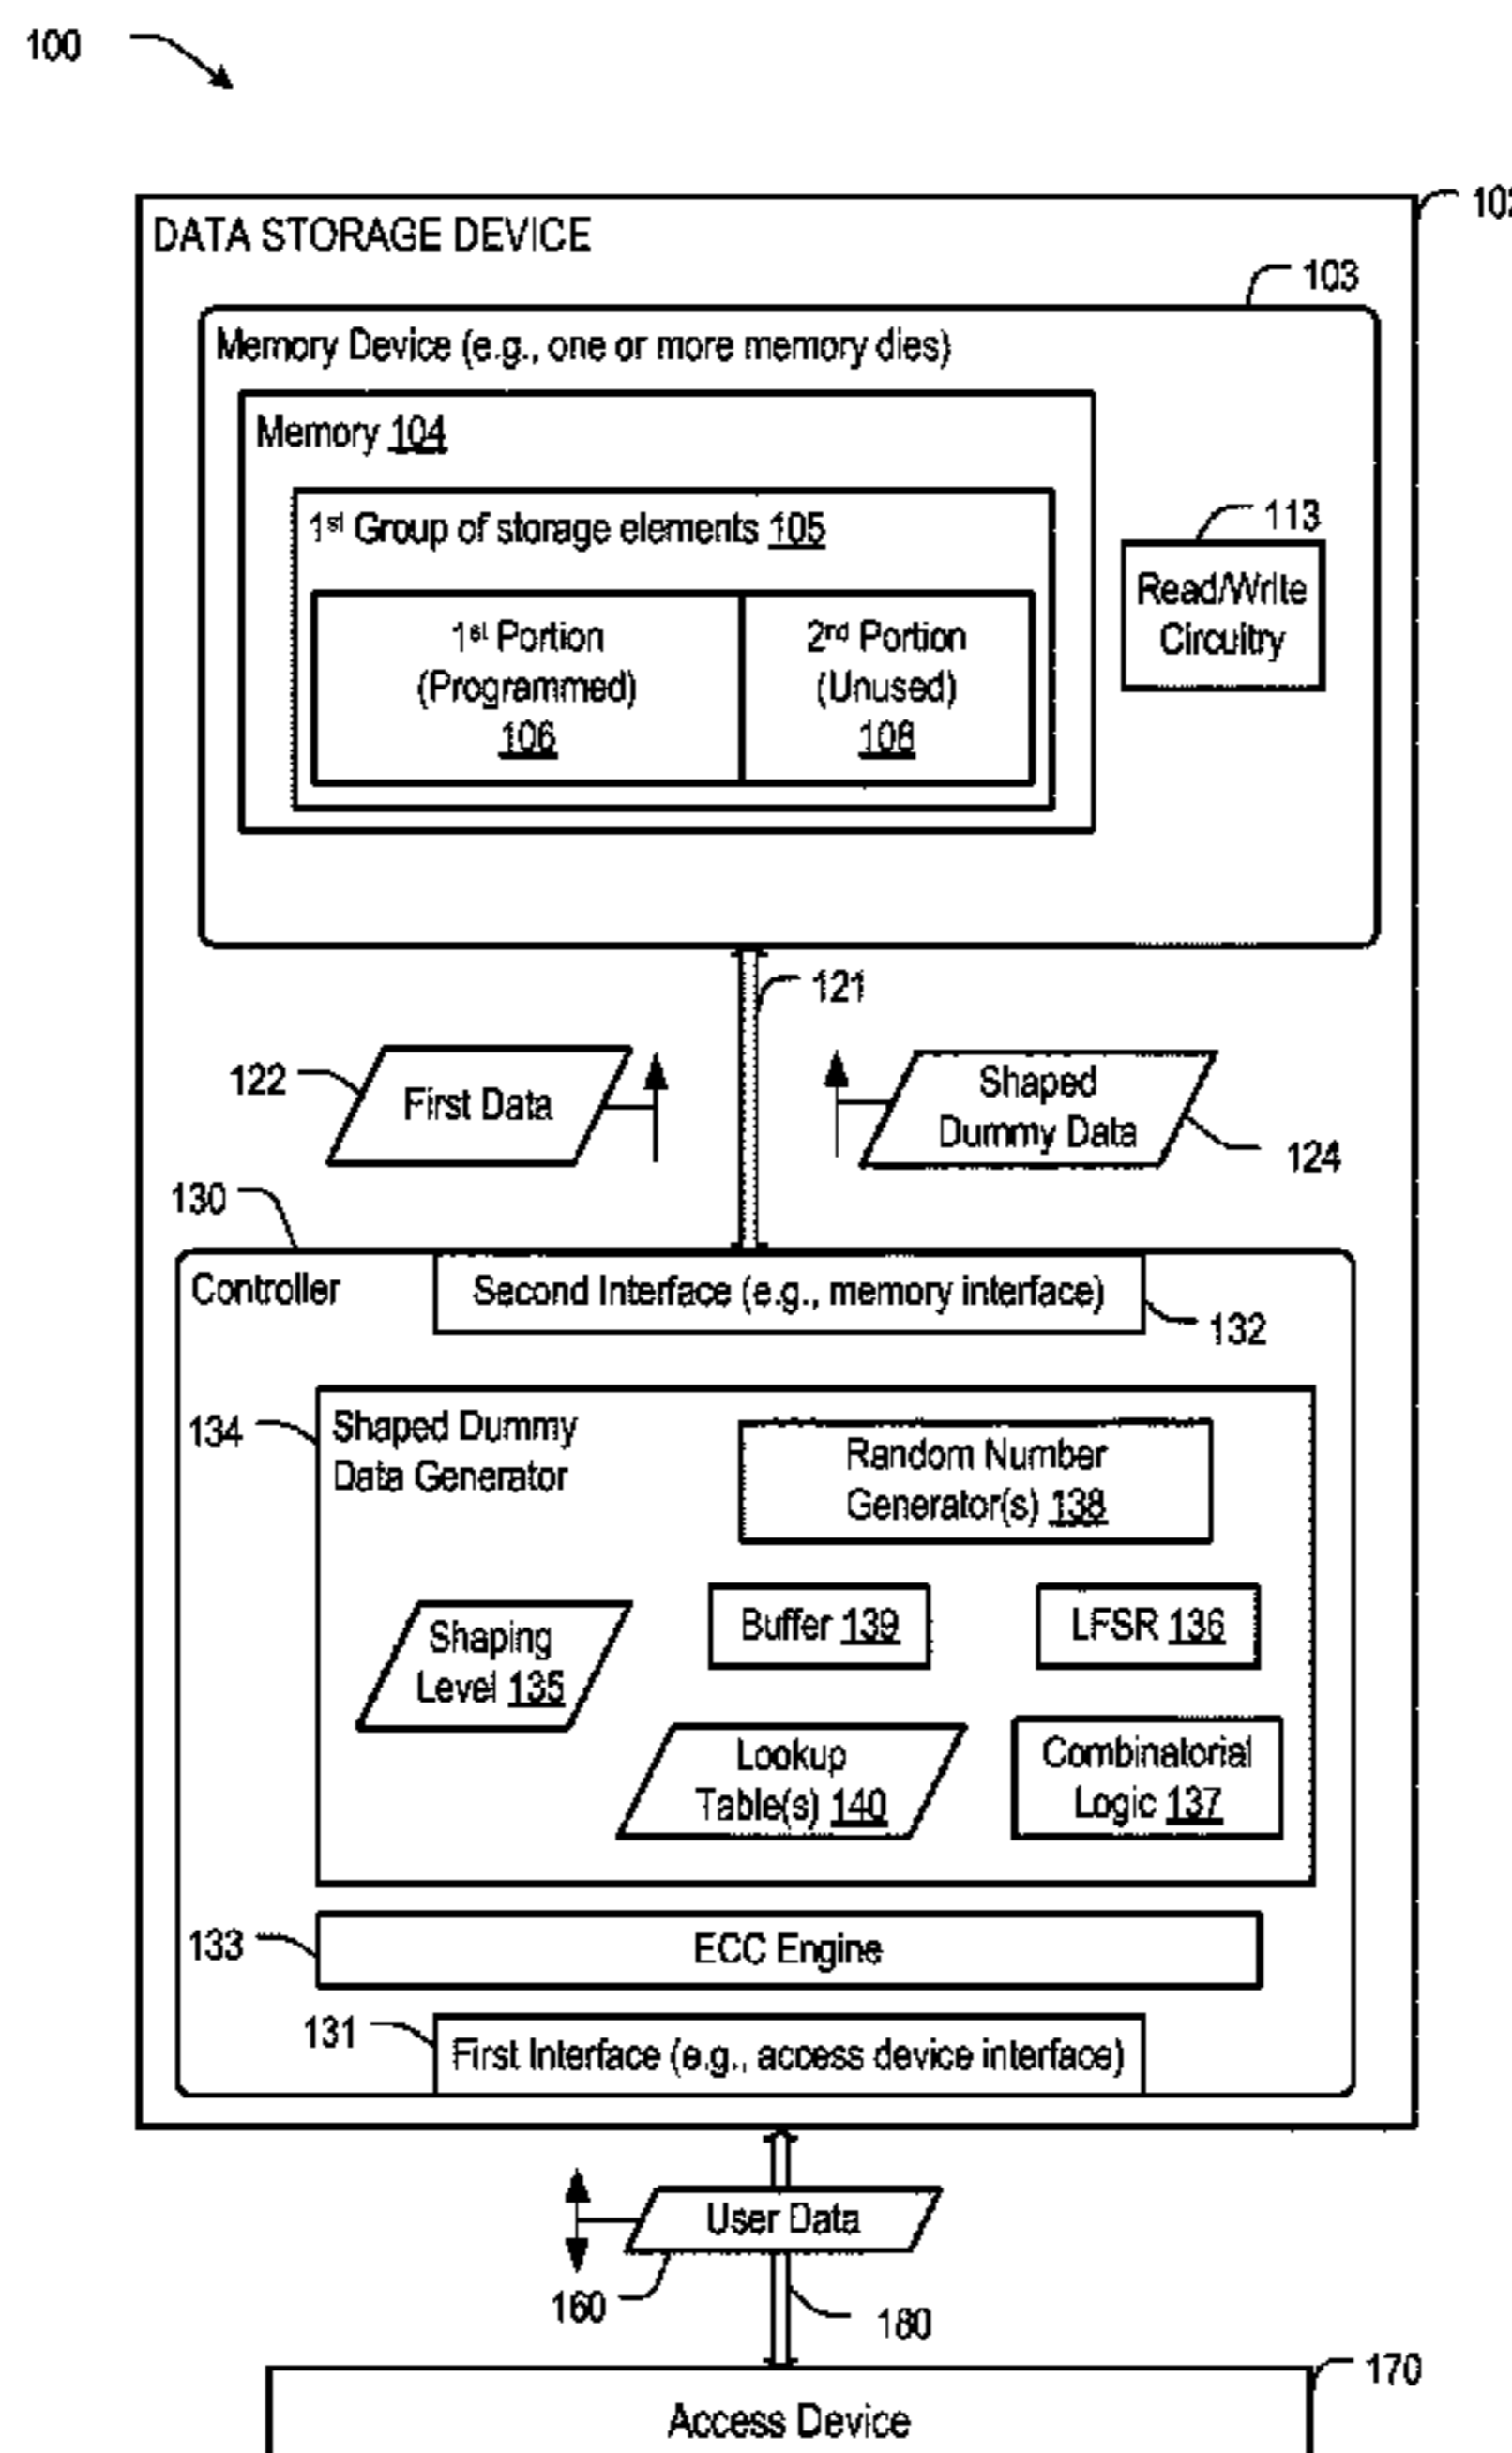 100
102
DATA STORAGE DEVICE
103
Memory Device (e.g., one or more memory dies)
Memory 104
1st Group of storage elements 105
113
Read/Write
Circuitry
1st Portion
(Programmed)
106
2nd Portion
(Unused)
108
121
122
First Data
Shaped
Dummy Data
124
130
Controller
Second Interface (e.g., memory interface)
132
134
Shaped Dummy
Data Generator
Random Number
Generator(s) 138
Shaping
Level 135
Buffer 139
LFSR 136
Lookup
Table(s) 140
Combinatorial
Logic 137
133
ECC Engine
131
First Interface (e.g., access device interface)
User Data
160
180
170
Access Device